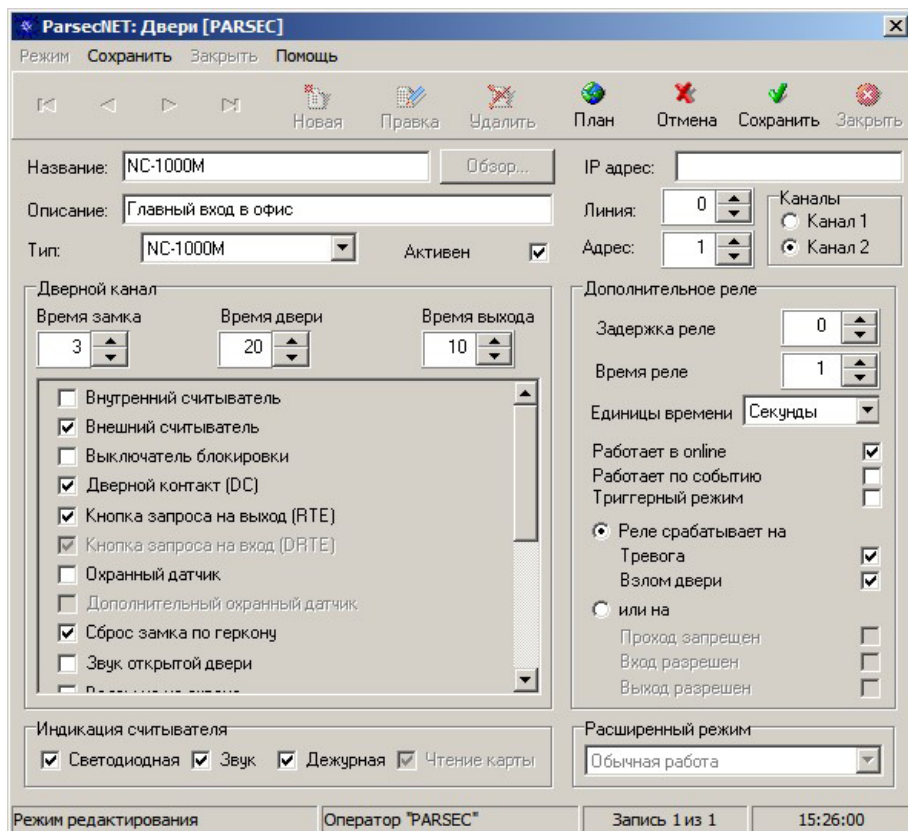 ParsecNET: Двери [PARSEC]
Режим Сохранить Закрыть Помощь
Новая Правка Удалить План Отмена Сохранить Закрыть
Название: NC-1000M Обзор... IP адрес:
Описание: Главный вход в офис Линия: 0 Каналы
Канал 1
Тип: NC-1000M Активен Адрес: 1 Канал 2
Дверной канал
Время замка Время двери Время выхода
3 20 10
Внутренний считыватель
Внешний считыватель
Выключатель блокировки
Дверной контакт (DC)
Кнопка запроса на выход (RTE)
Кнопка запроса на вход (DRTE)
Охранный датчик
Дополнительный охранный датчик
Сброс замка по геркону
Звук открытой двери
Дополнительное реле
Задержка реле 0
Время реле 1
Единицы времени Секунды
Работает в online
Работает по событию
Триггерный режим
Реле срабатывает на
Тревога
Взлом двери
или на
Проход запрещен
Вход разрешен
Выход разрешен
Индикация считывателя
Светодиодная Звук Дежурная Чтение карты
Расширенный режим
Обычная работа
Режим редактирования Оператор "PARSEC" Запись 1 из 1 15:26:00